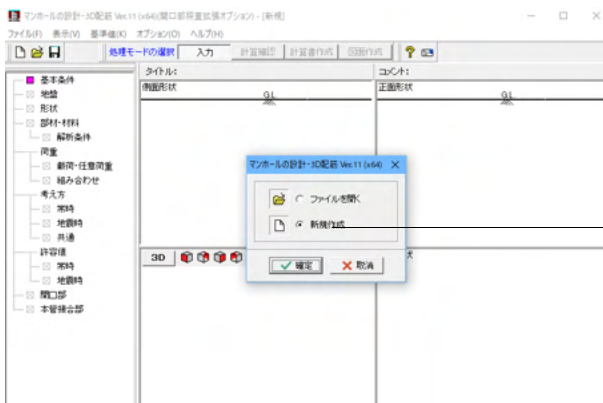 マンホールの設計・3D配筋 Ver.11 (x64)(開口部照査拡張オプション) - [新規]
ファイル(F) 表示(V) 基準値(K) オプション(O) ヘルプ(H)
処理モードの選択 入力 計算確認 計算書作成 図面作成
タイトル: コメント:
側面形状 正面形状
G.L. G.L.
基本条件
地盤
形状
部材・材料
解析条件
荷重
載荷・任意荷重
組み合わせ
考え方
常時
地震時
共通
許容値
常時
地震時
開口部
本管接合部
3D
マンホールの設計・3D配筋 Ver.11 (x64)
ファイルを開く
新規作成
確定 取消